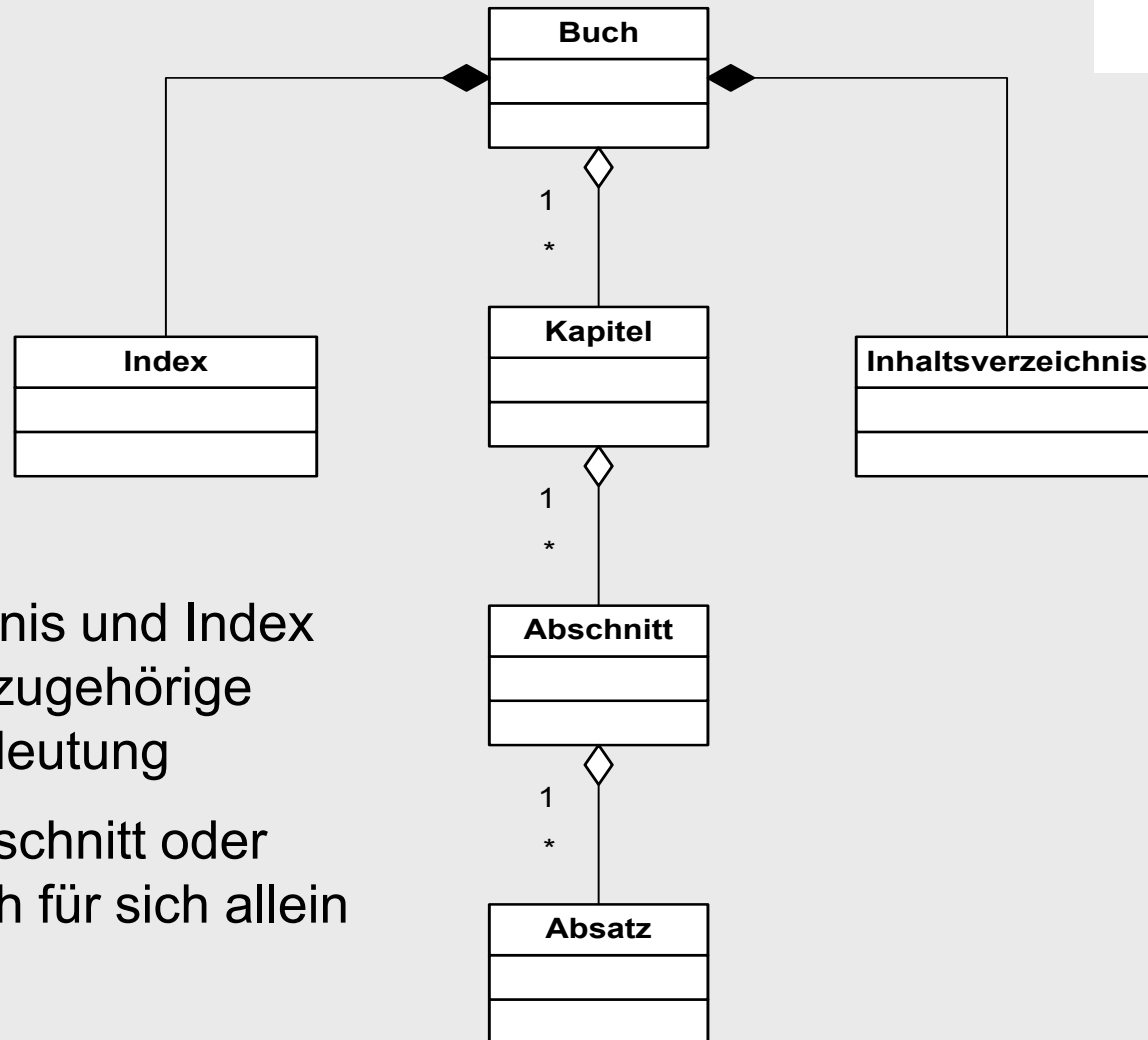 Buch
1
*
Kapitel
Index
Inhaltsverzeichnis
1
*
Abschnitt
nis und Index
zugehörige
deutung
1
*
schnitt oder
h für sich allein
Absatz